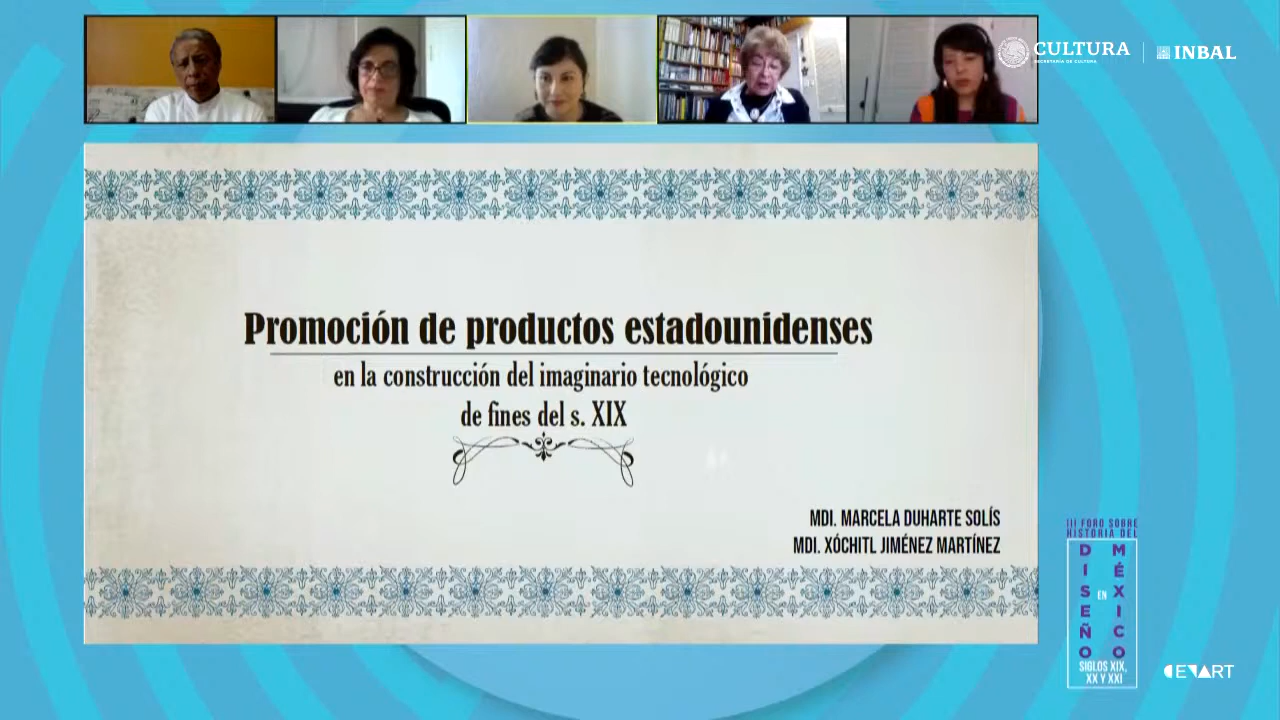 CULTURA
SECRETARÍA DE CULTURA
INBAL
Promoción de productos estadounidenses
en la construcción del imaginario tecnológico
de fines del s. XIX
MDI. MARCELA DUHARTE SOLÍS
MDI. XÓCHITL JIMÉNEZ MARTÍNEZ
III FORO SOBRE
HISTORIA DEL
DISEÑO
EN
MÉXICO
SIGLOS XIX,
XX Y XXI
CENART